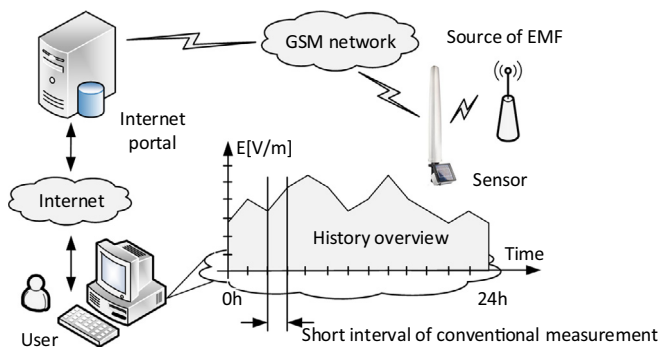 GSM network
Source of EMF
Internet
portal
E[V/m]
Sensor
Internet
History overview
Time
0h
24h
User
Short interval of conventional measurement